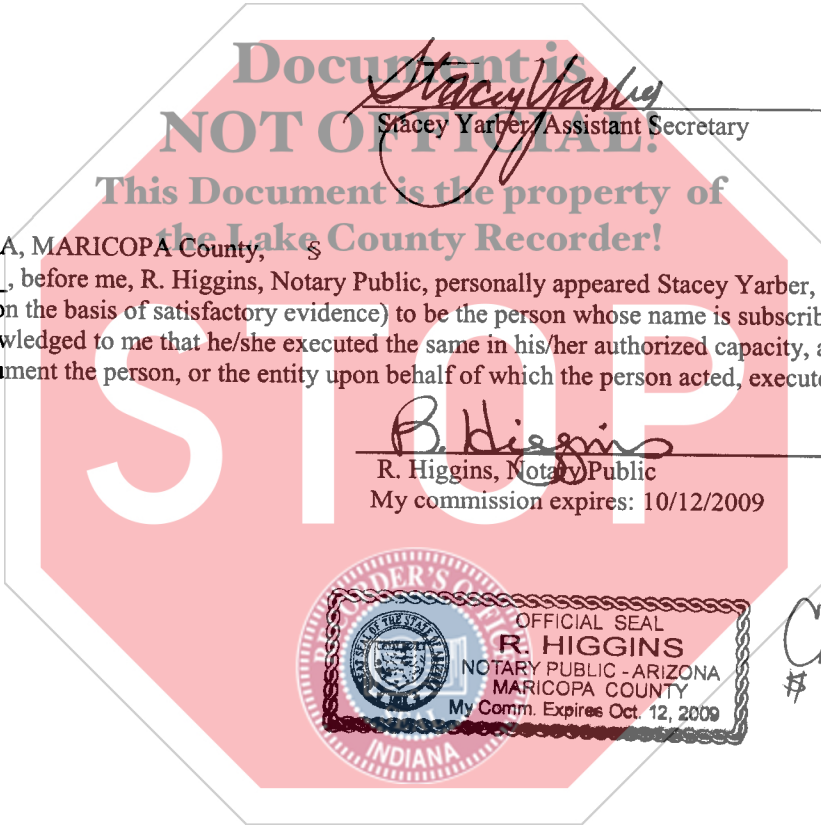 Document is
Stacey Yarber
NOT OFFICIAL!
Stacey Yarber, Assistant Secretary
This Document is the property of
the Lake County Recorder!
A, MARICOPA County, §
, before me, R. Higgins, Notary Public, personally appeared Stacey Yarber,
on the basis of satisfactory evidence) to be the person whose name is subscrib
wledged to me that he/she executed the same in his/her authorized capacity, a
ument the person, or the entity upon behalf of which the person acted, execute
STOP
R. Higgins
R. Higgins, Notary Public
My commission expires: 10/12/2009
OFFICIAL SEAL
R. HIGGINS
NOTARY PUBLIC - ARIZONA
MARICOPA COUNTY
My Comm. Expires Oct. 12, 2009
INDIANA